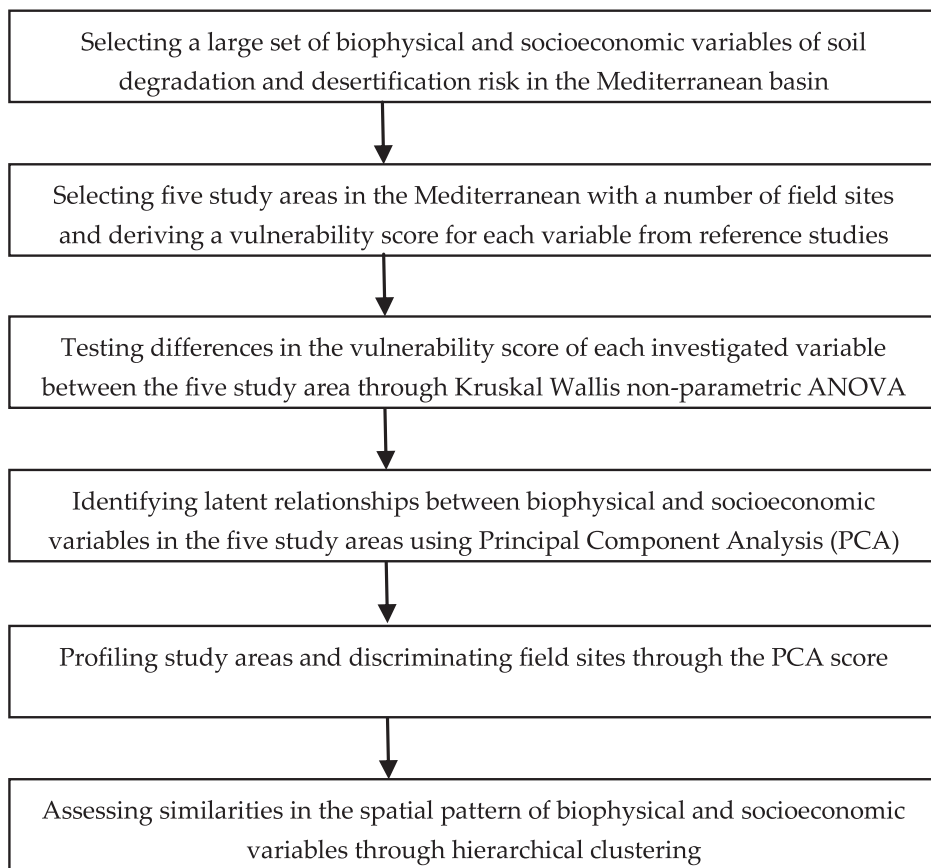 Selecting a large set of biophysical and socioeconomic variables of soil
degradation and desertification risk in the Mediterranean basin
Selecting five study areas in the Mediterranean with a number of field sites
and deriving a vulnerability score for each variable from reference studies
Testing differences in the vulnerability score of each investigated variable
between the five study area through Kruskal Wallis non-parametric ANOVA
Identifying latent relationships between biophysical and socioeconomic
variables in the five study areas using Principal Component Analysis (PCA)
Profiling study areas and discriminating field sites through the PCA score
Assessing similarities in the spatial pattern of biophysical and socioeconomic
variables through hierarchical clustering